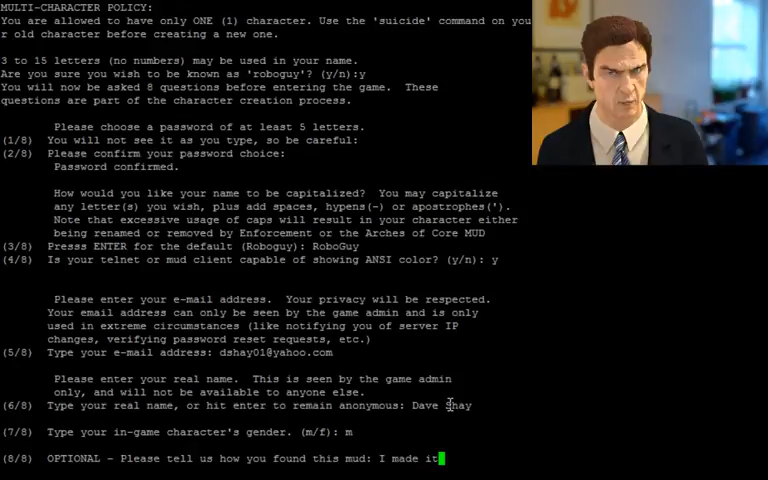 MULTI-CHARACTER POLICY:
You are allowed to have only ONE (1) character. Use the 'suicide' command on you
r old character before creating a new one.
3 to 15 letters (no numbers) may be used in your name.
Are you sure you wish to be known as 'roboguy'? (y/n):y
You will now be asked 8 questions before entering the game. These
questions are part of the character creation process.
Please choose a password of at least 5 letters.
(1/8) You will not see it as you type, so be careful:
(2/8) Please confirm your password choice:
Password confirmed.
How would you like your name to be capitalized? You may capitalize
any letter(s) you wish, plus add spaces, hypens(-) or apostrophes(').
Note that excessive usage of caps will result in your character either
being renamed or removed by Enforcement or the Arches of Core MUD
(3/8) Presss ENTER for the default (Roboguy): RoboGuy
(4/8) Is your telnet or mud client capable of showing ANSI color? (y/n): y
Please enter your e-mail address. Your privacy will be respected.
Your email address can only be seen by the game admin and is only
used in extreme circumstances (like notifying you of server IP
changes, verifying password reset requests, etc.)
(5/8) Type your e-mail address: dshay01@yahoo.com
Please enter your real name. This is seen by the game admin
only, and will not be available to anyone else.
(6/8) Type your real name, or hit enter to remain anonymous: Dave Shay
(7/8) Type your in-game character's gender. (m/f): m
(8/8) OPTIONAL - Please tell us how you found this mud: I made it